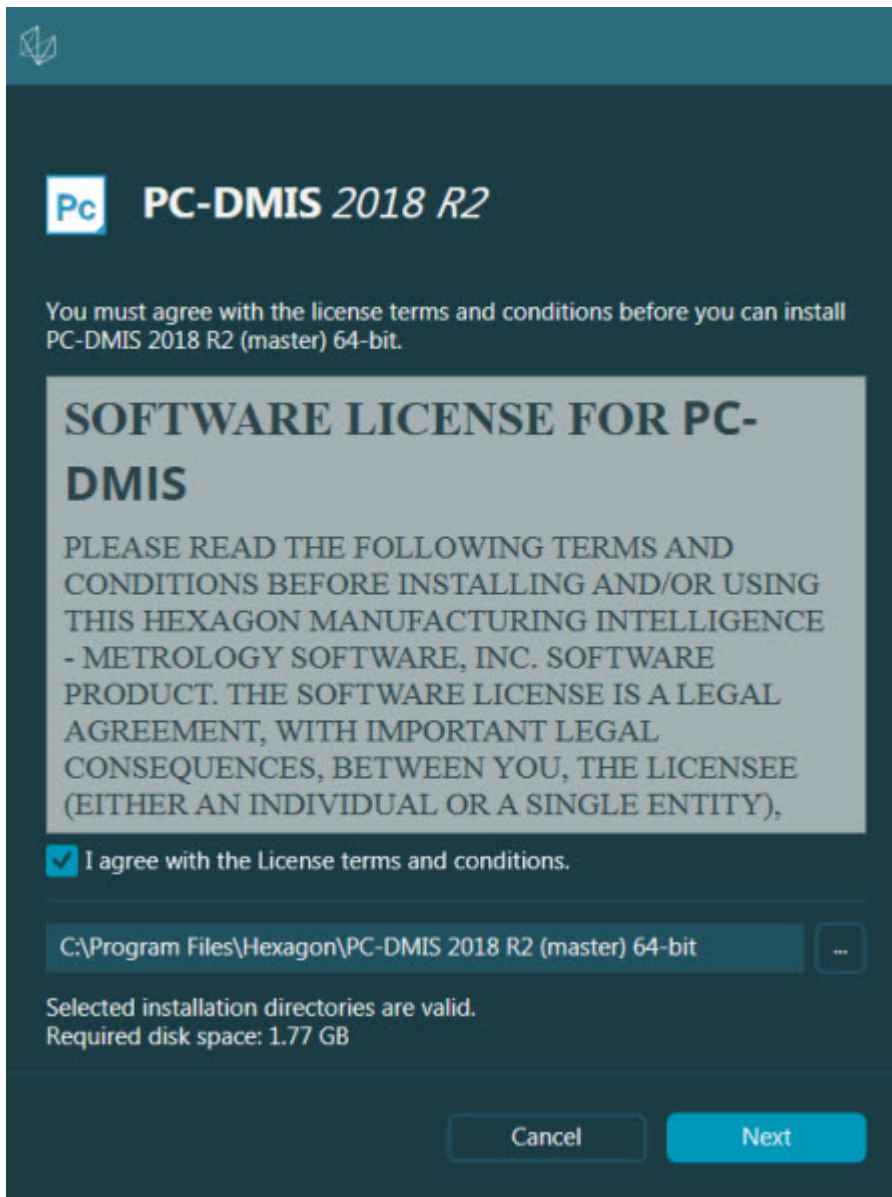 Pc
PC-DMIS 2018 R2
You must agree with the license terms and conditions before you can install
PC-DMIS 2018 R2 (master) 64-bit.
SOFTWARE LICENSE FOR PC-
DMIS
PLEASE READ THE FOLLOWING TERMS AND
CONDITIONS BEFORE INSTALLING AND/OR USING
THIS HEXAGON MANUFACTURING INTELLIGENCE
- METROLOGY SOFTWARE, INC. SOFTWARE
PRODUCT. THE SOFTWARE LICENSE IS A LEGAL
AGREEMENT, WITH IMPORTANT LEGAL
CONSEQUENCES, BETWEEN YOU, THE LICENSEE
(EITHER AN INDIVIDUAL OR A SINGLE ENTITY),
I agree with the License terms and conditions.
C:\Program Files\Hexagon\PC-DMIS 2018 R2 (master) 64-bit
...
Selected installation directories are valid.
Required disk space: 1.77 GB
Cancel
Next